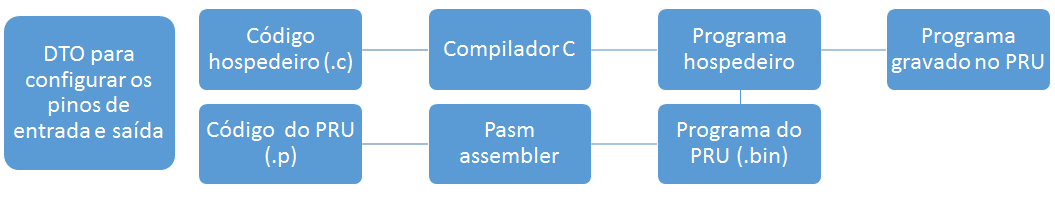 DTO para
configurar os
pinos de
entrada e saída
Código
hospedeiro (.c)
Compilador C
Programa
hospedeiro
Programa
gravado no PRU
Código do PRU
(.p)
Pasm
assembler
Programa do
PRU (.bin)